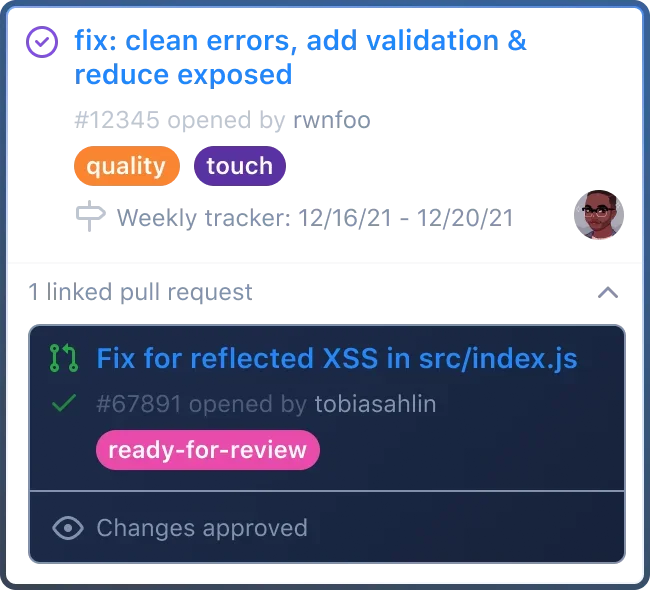 fix: clean errors, add validation &
reduce exposed
#12345 opened by rwnfoo
quality touch
Weekly tracker: 12/16/21 - 12/20/21
1 linked pull request
Fix for reflected XSS in src/index.js
#67891 opened by tobiasahlin
ready-for-review
Changes approved